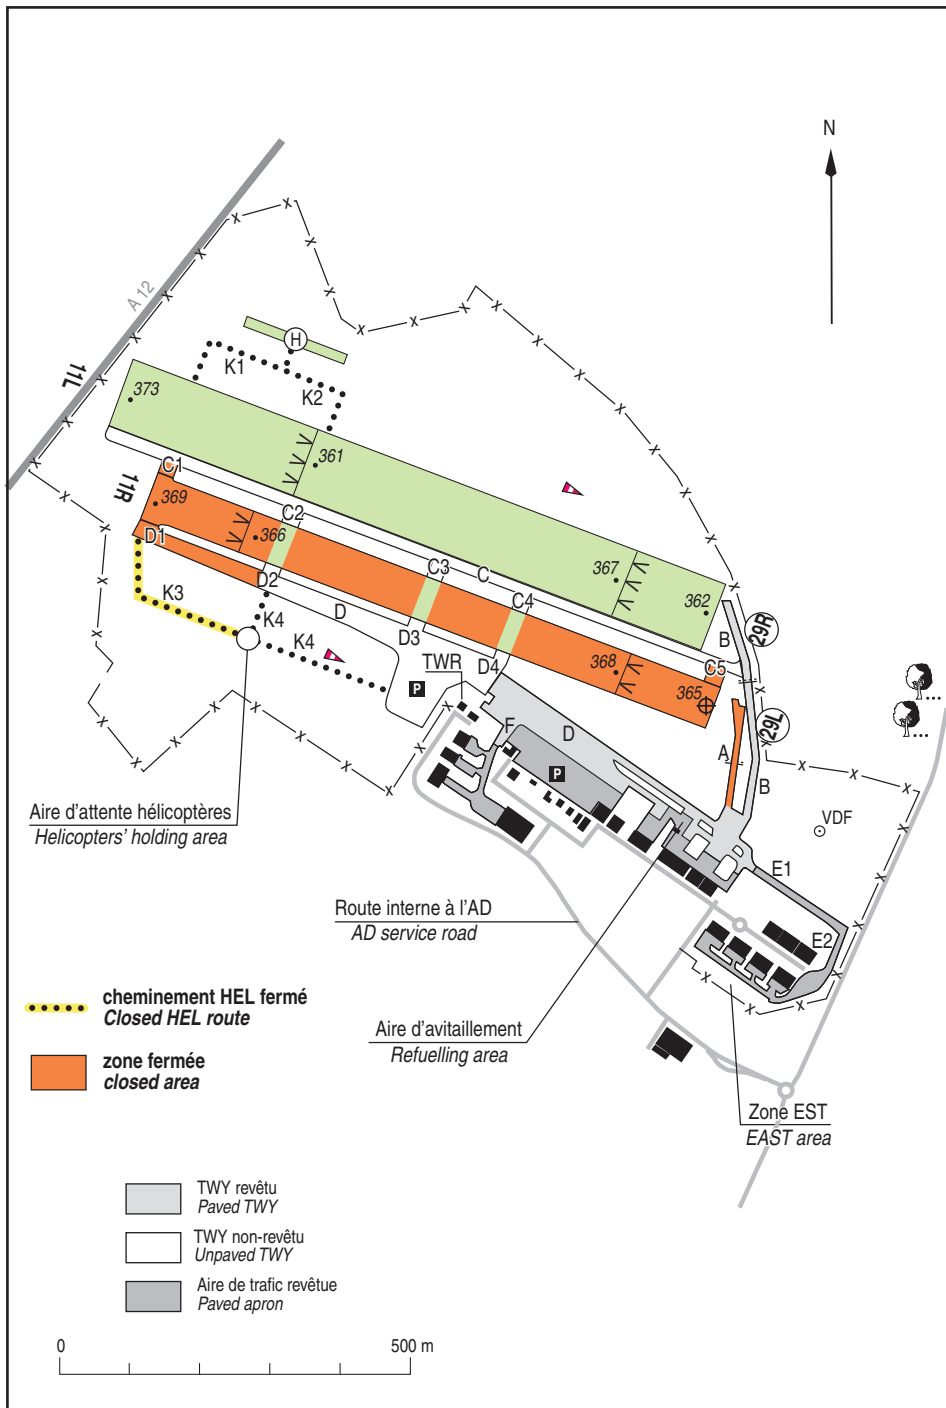 N
A 12
11L
H
K1
K2
373
361
C1
11R
369
C2
366
C3
C
367
C4
362
D1
D2
K3
K4
D
D3
K4
D4
TWR
368
C5
365
B
29R
29L
P
F
D
A
B
P
VDF
E1
E2
Aire d'attente hélicoptères
Helicopters' holding area
Route interne à l'AD
AD service road
cheminement HEL fermé
Closed HEL route
Aire d'avitaillement
Refuelling area
zone fermée
closed area
Zone EST
EAST area
TWY revêtu
Paved TWY
TWY non-revêtu
Unpaved TWY
Aire de trafic revêtue
Paved apron
0 500 m